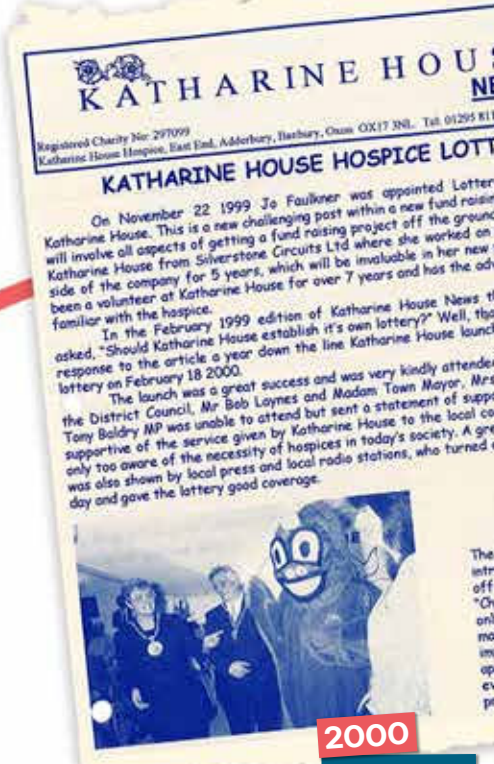 KATHARINE HOUS
NE
Registered Charity No: 297099
Katharine House Hospice, East End, Adderbury, Banbury, Oxon OX17 3NL. Tel: 01295 811
KATHARINE HOUSE HOSPICE LOTT
On November 22 1999 Jo Faulkner was appointed Lotter
Katharine House. This is a new challenging post within a new fund raisin
will involve all aspects of getting a fund raising project off the ground
Katharine House from Silverstone Circuits Ltd where she worked on
side of the company for 5 years, which will be invaluable in her new
been a volunteer at Katharine House for over 7 years and has the adv
familiar with the hospice.
In the February 1999 edition of Katharine House News t
asked, "Should Katharine House establish it's own lottery?" Well, tha
response to the article a year down the line Katharine House launch
lottery on February 18 2000.
The launch was a great success and was very kindly attende
the District Council, Mr Bob Laynes and Madam Town Mayor, Mrs
Tony Baldry MP was unable to attend but sent a statement of suppo
supportive of the service given by Katharine House to the local co
only too aware of the necessity of hospices in today's society. A gre
was also shown by local press and local radio stations, who turned
day and gave the lottery good coverage.
The
intr
off
"Ch
onl
ma
im
ap
ev
pr
2000